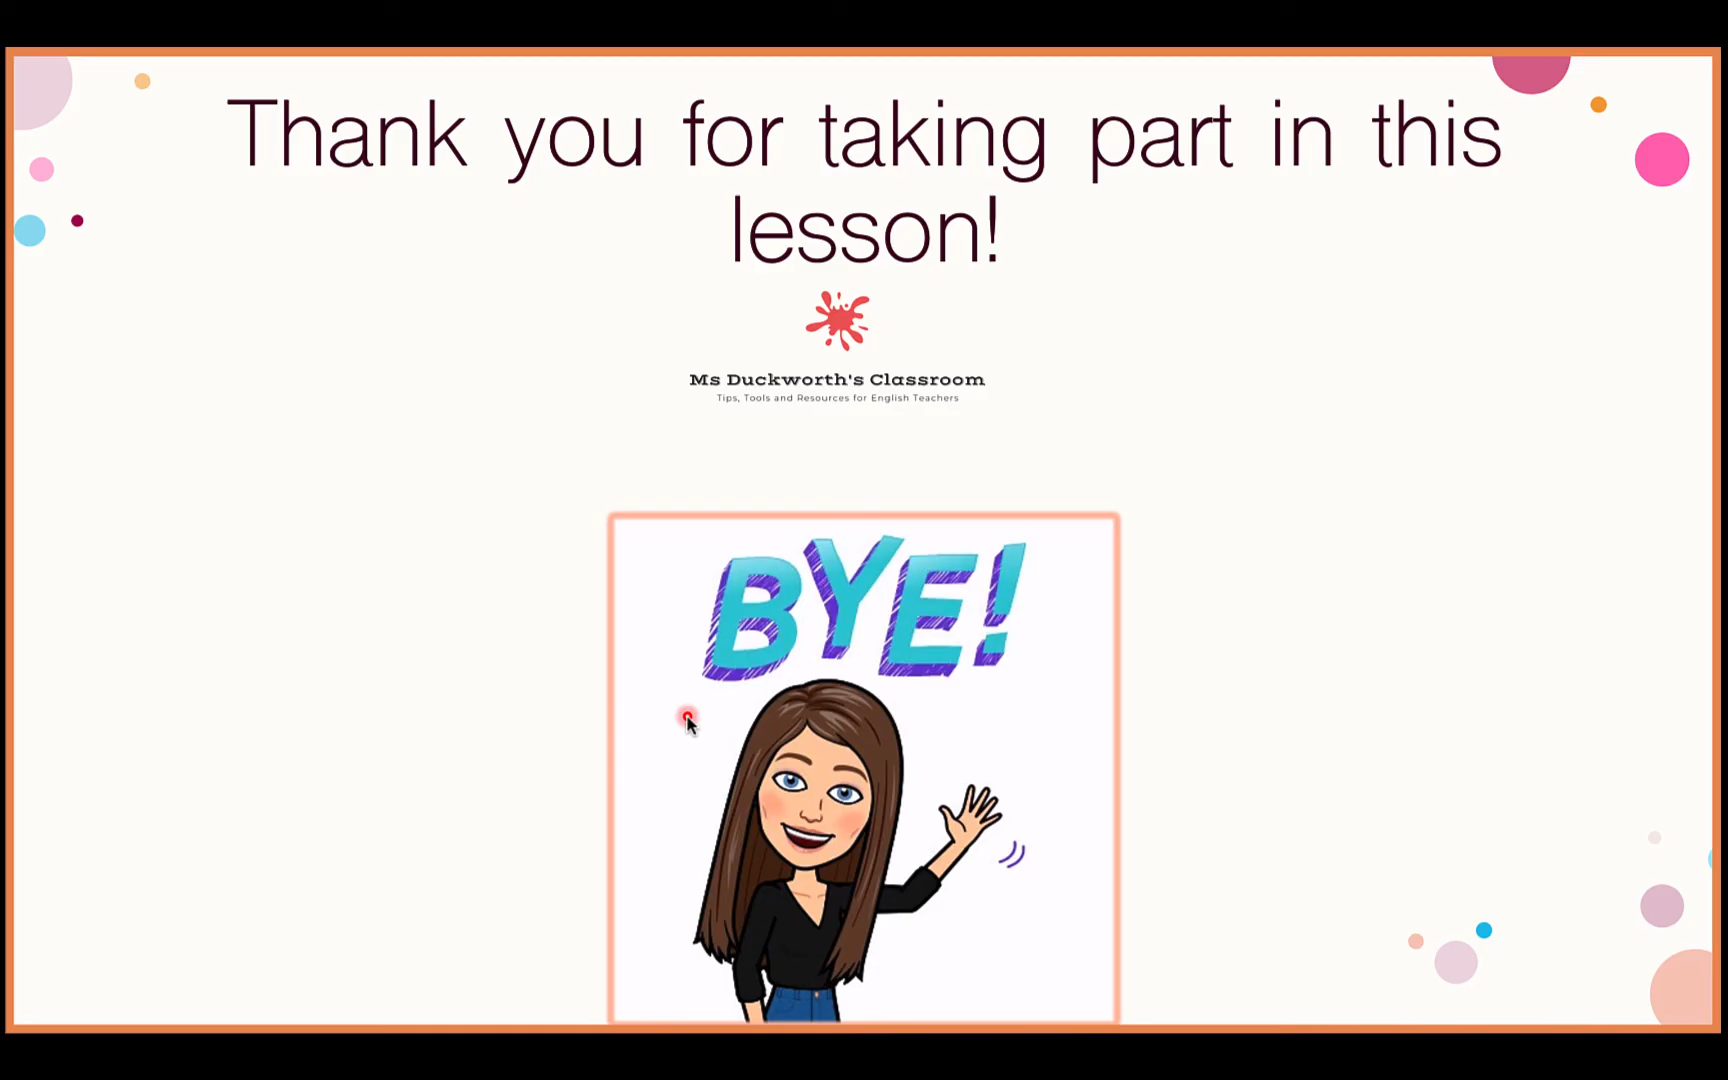 Thank you for taking part in this
lesson!
Ms Duckworth's Classroom
Tips, Tools and Resources for English Teachers
BYE!